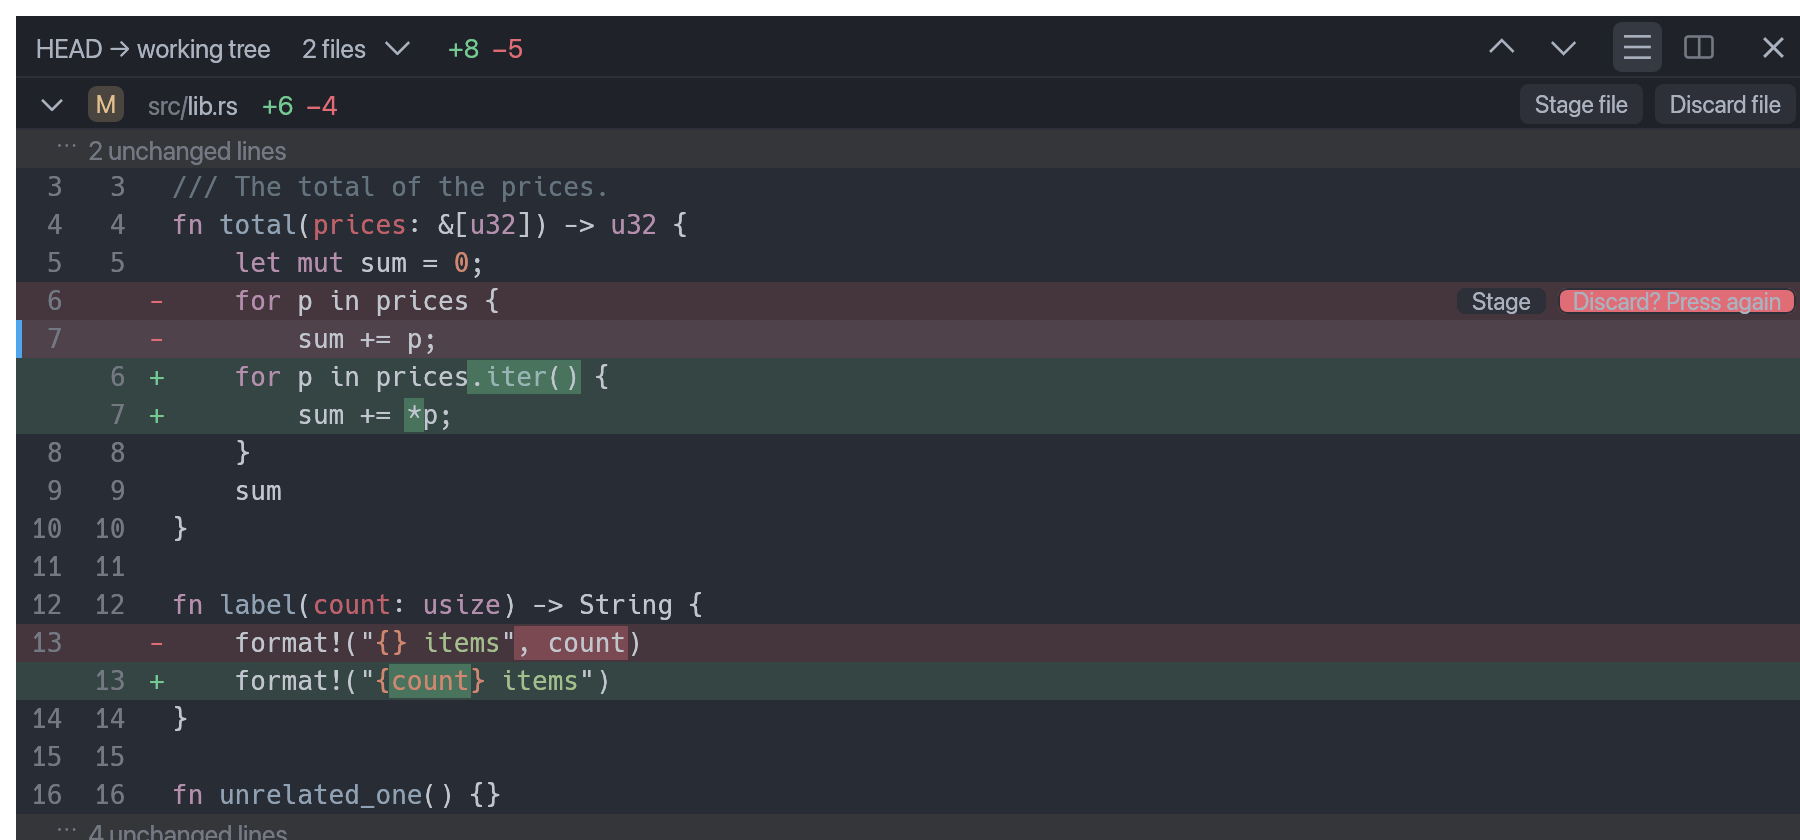 HEAD → working tree 2 files +8 −5
M src/lib.rs +6 −4 Stage file Discard file
··· 2 unchanged lines
3 3 /// The total of the prices.
4 4 fn total(prices: &[u32]) -> u32 {
5 5     let mut sum = 0;
6 -     for p in prices { Stage Discard? Press again
7 -         sum += p;
6 +     for p in prices.iter() {
7 +         sum += *p;
8 8     }
9 9     sum
10 10 }
11 11
12 12 fn label(count: usize) -> String {
13 -     format!("{} items", count)
13 +     format!("{count} items")
14 14 }
15 15
16 16 fn unrelated_one() {}
··· 4 unchanged lines